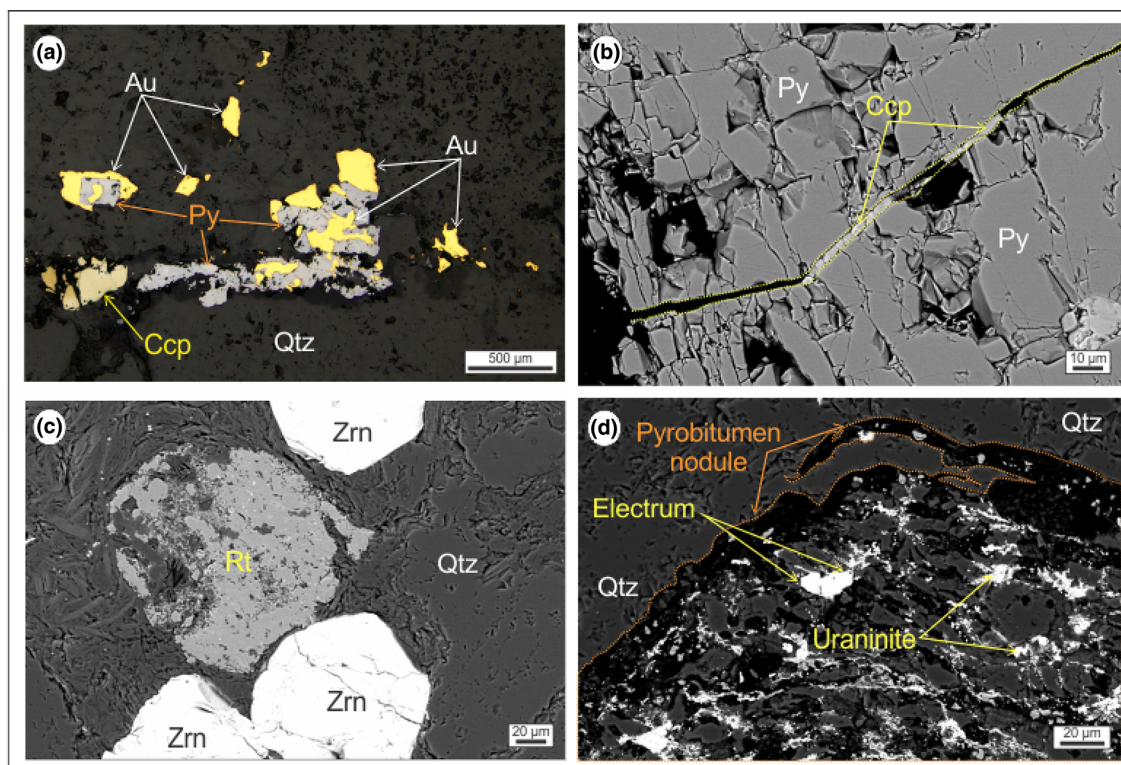 (a)
Au
Au
Py
Ccp
Qtz
500 µm
(b)
Py
Ccp
Py
10 µm
(c)
Zrn
Rt
Qtz
Zrn
Zrn
20 µm
(d)
Qtz
Pyrobitumen
nodule
Electrum
Qtz
Uraninite
20 µm